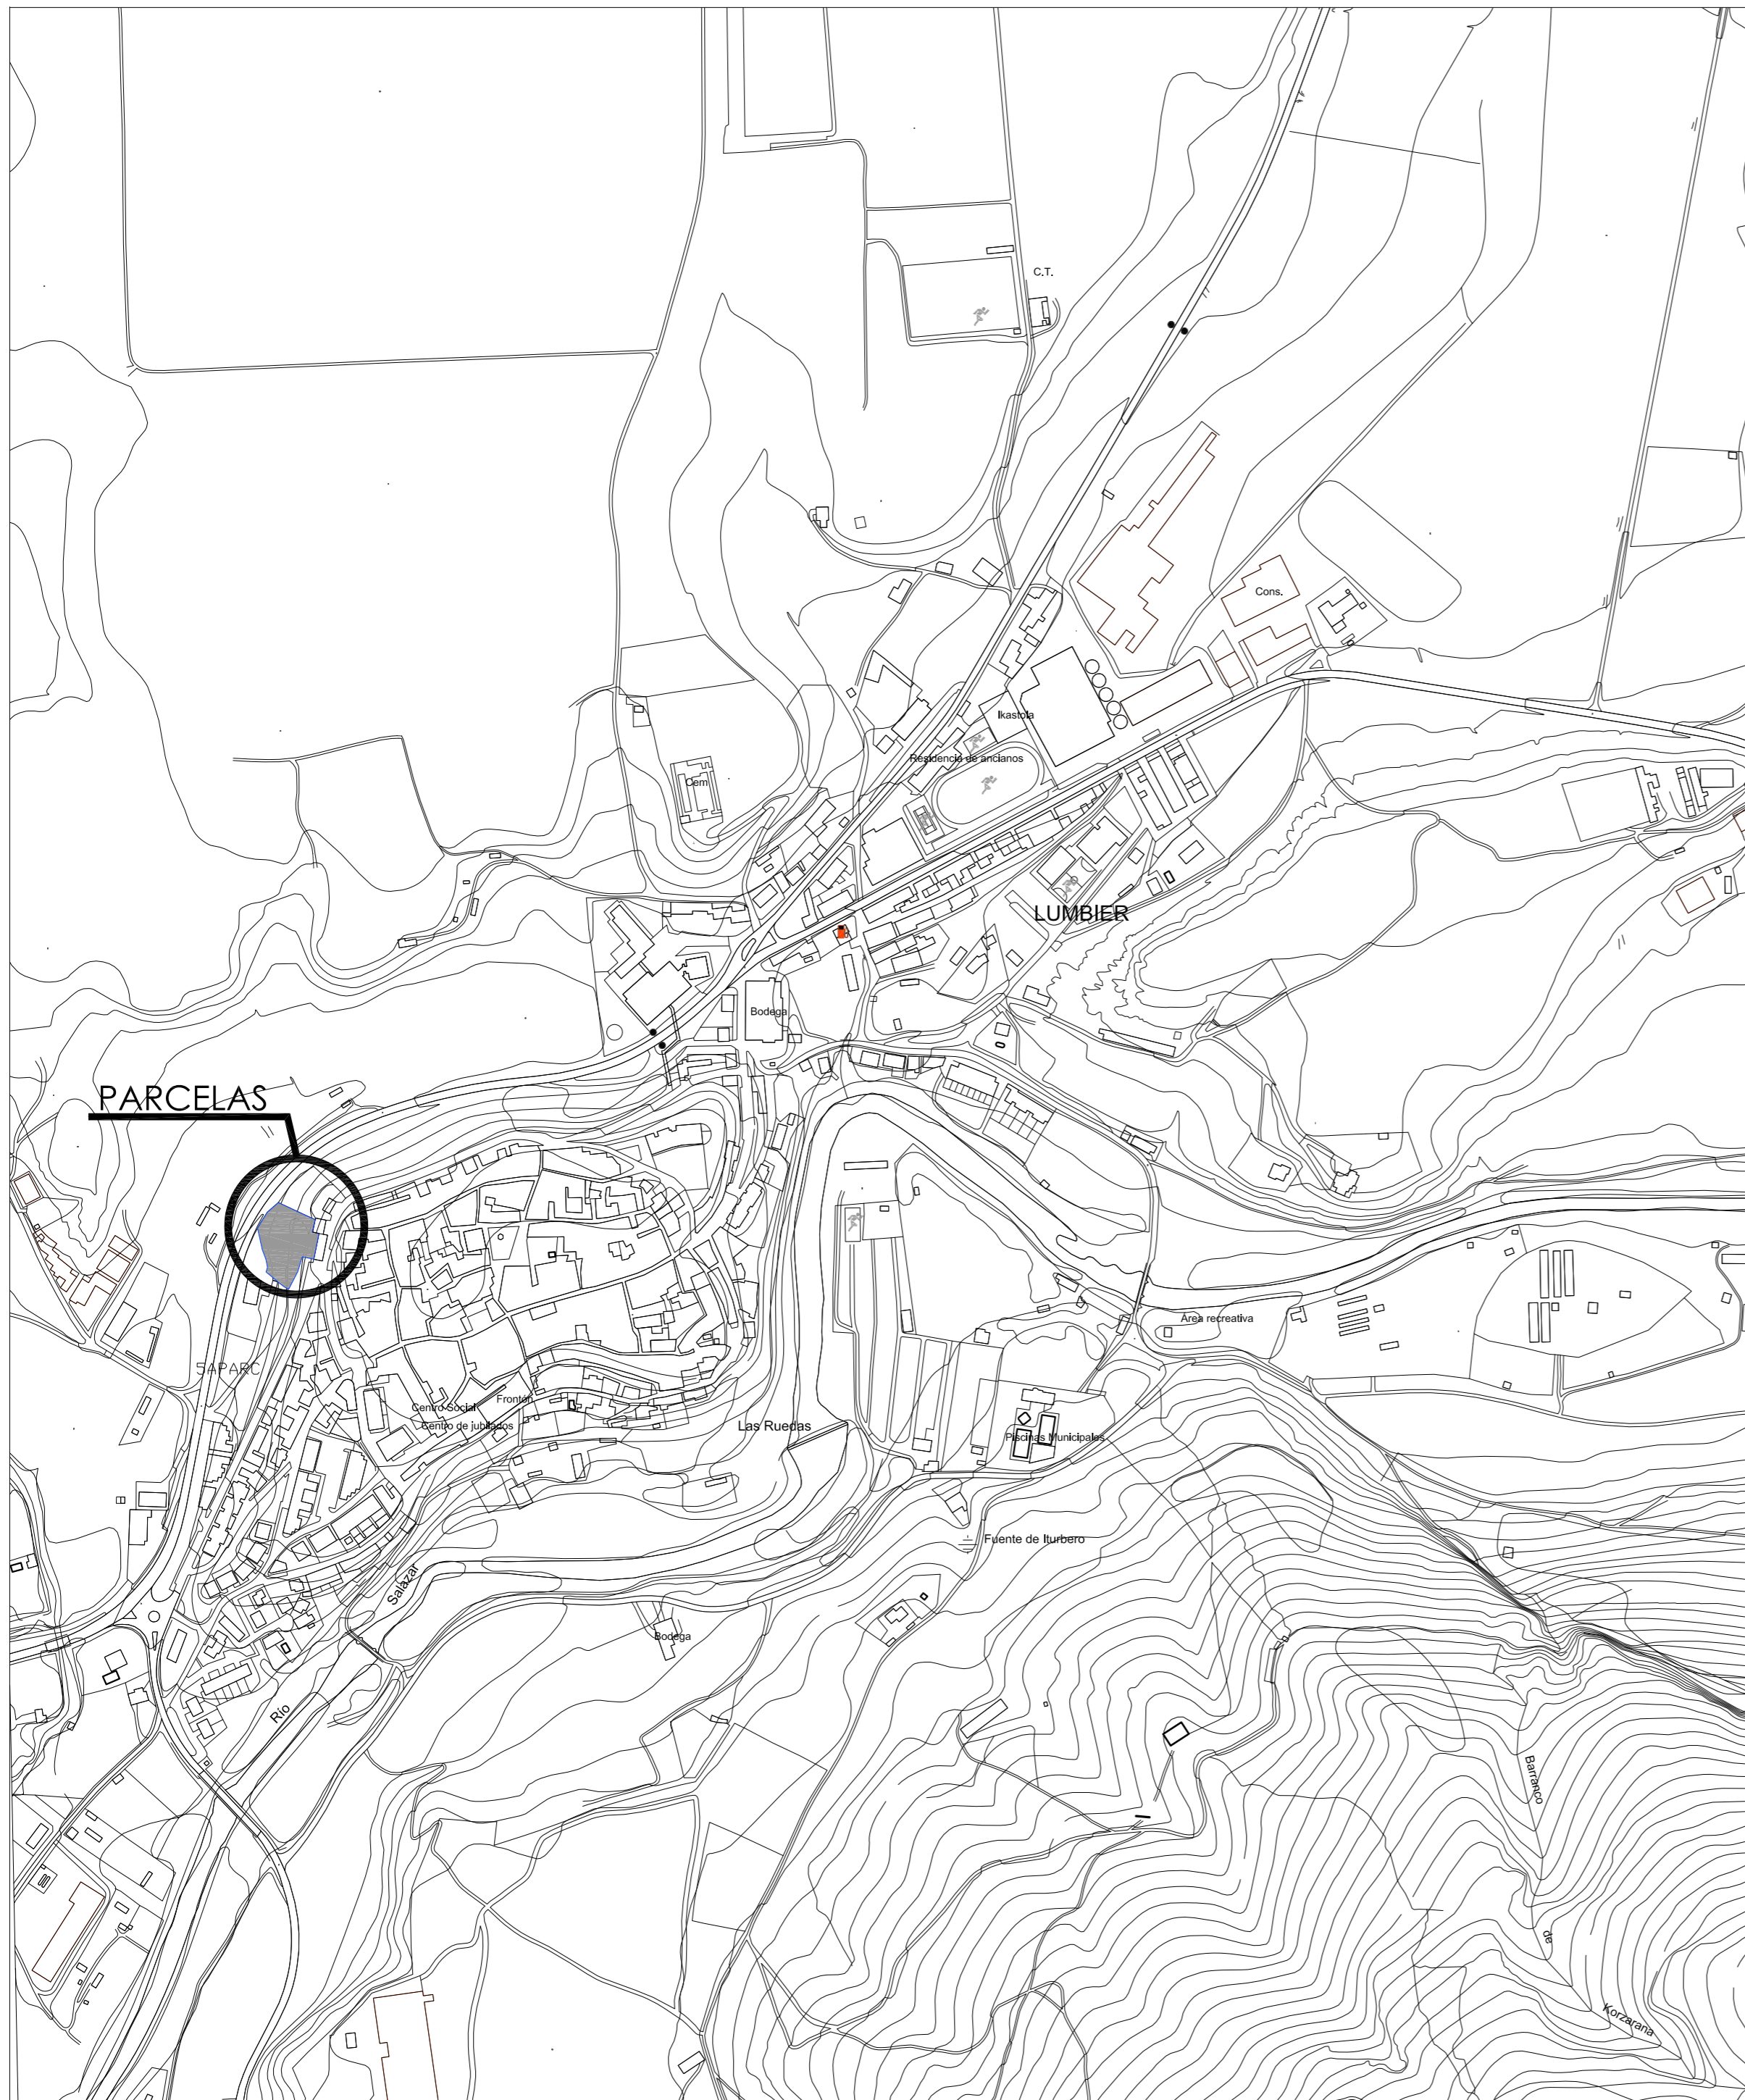 C.T.
Cons.
Ikastola
Residencia de ancianos
Cem
LUMBIER
Bodega
PARCELAS
Area recreativa
SAPARC
Frontón
Centro Social
Centro de jubilados
Las Ruedas
Piscinas Municipales
Fuente de Iturbero
Salazar
Bodega
Río
Barranco
de
Korzarana